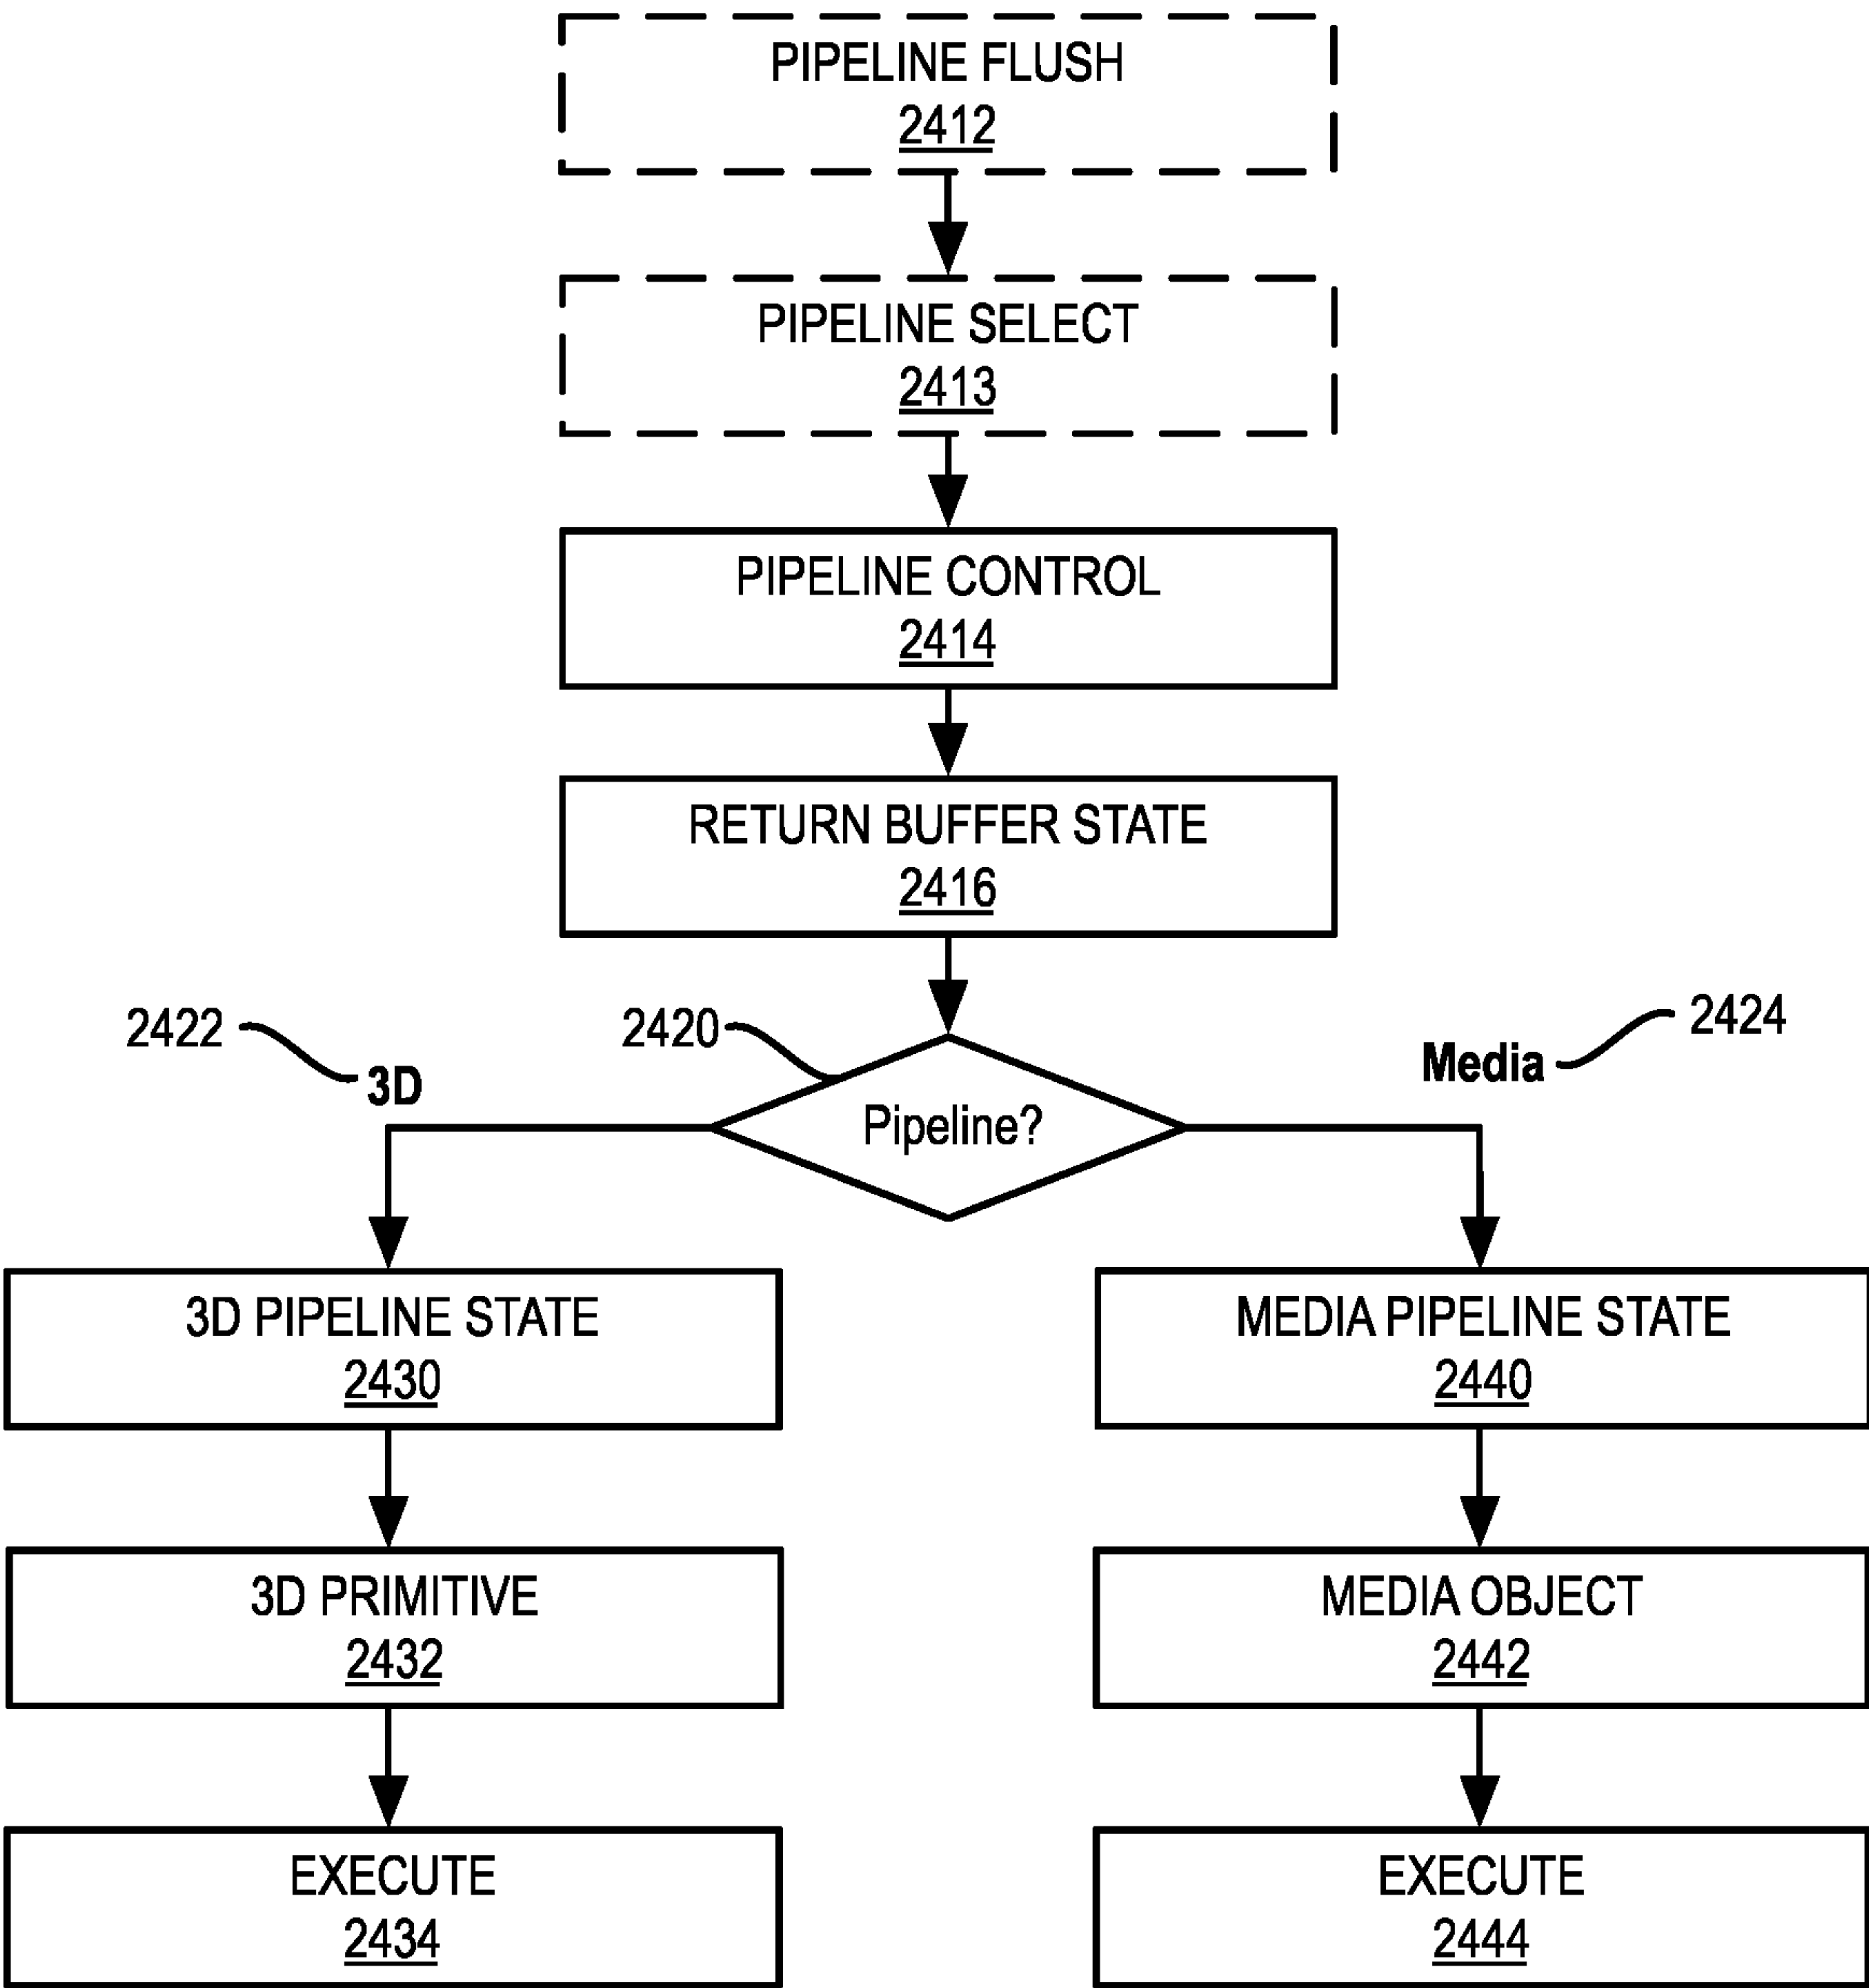 PIPELINE FLUSH
2412
PIPELINE SELECT
2413
PIPELINE CONTROL
2414
RETURN BUFFER STATE
2416
2422
3D
2420
Pipeline?
Media
2424
3D PIPELINE STATE
2430
MEDIA PIPELINE STATE
2440
3D PRIMITIVE
2432
MEDIA OBJECT
2442
EXECUTE
2434
EXECUTE
2444